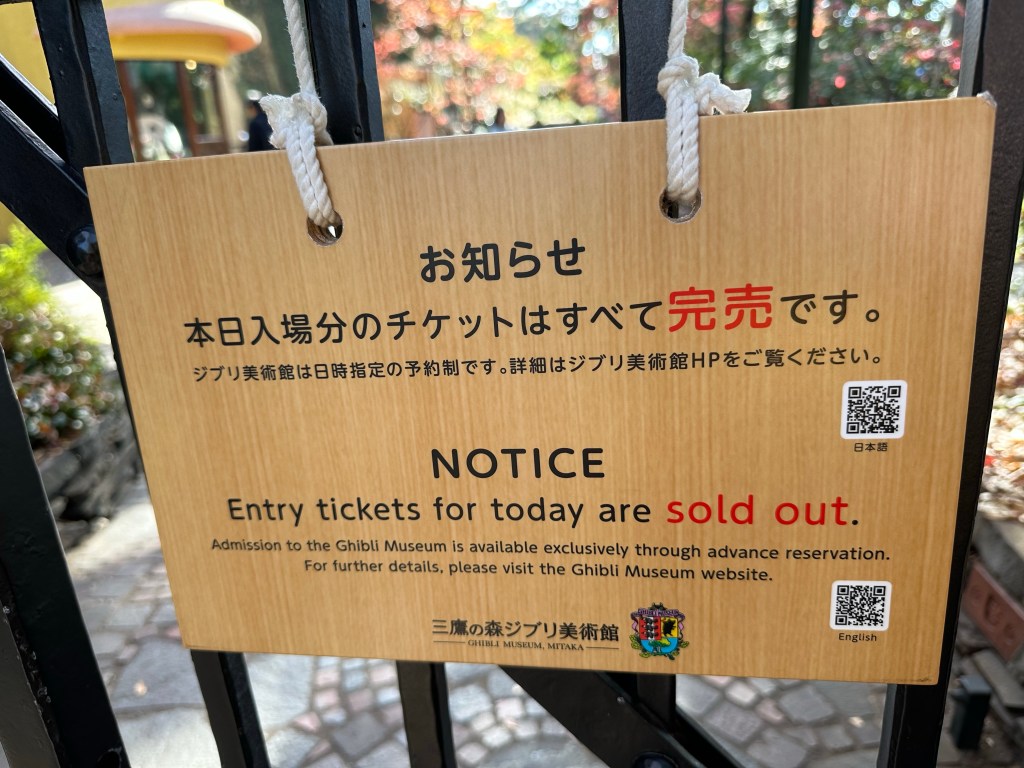 お知らせ
本日入場分のチケットはすべて完売です。
ジブリ美術館は日時指定の予約制です。詳細はジブリ美術館HPをご覧ください。
日本語
NOTICE
Entry tickets for today are sold out.
Admission to the Ghibli Museum is available exclusively through advance reservation.
For further details, please visit the Ghibli Museum website.
English
三鷹の森ジブリ美術館
GHIBLI MUSEUM, MITAKA